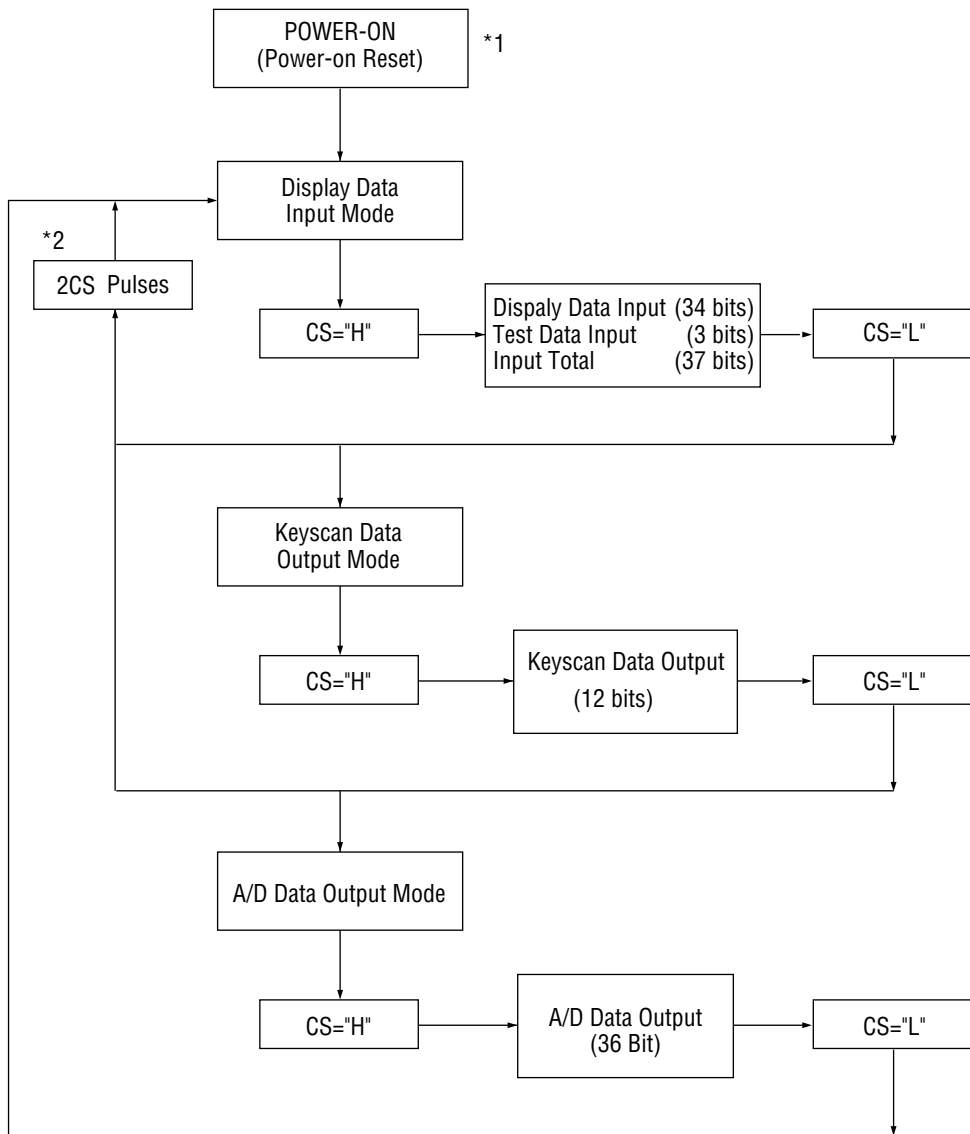 POWER-ON
(Power-on Reset)
*1
Display Data
Input Mode
*2
2CS Pulses
CS="H"
Dispaly Data Input (34 bits)
Test Data Input (3 bits)
Input Total (37 bits)
CS="L"
Keyscan Data
Output Mode
CS="H"
Keyscan Data Output
(12 bits)
CS="L"
A/D Data Output Mode
CS="H"
A/D Data Output
(36 Bit)
CS="L"